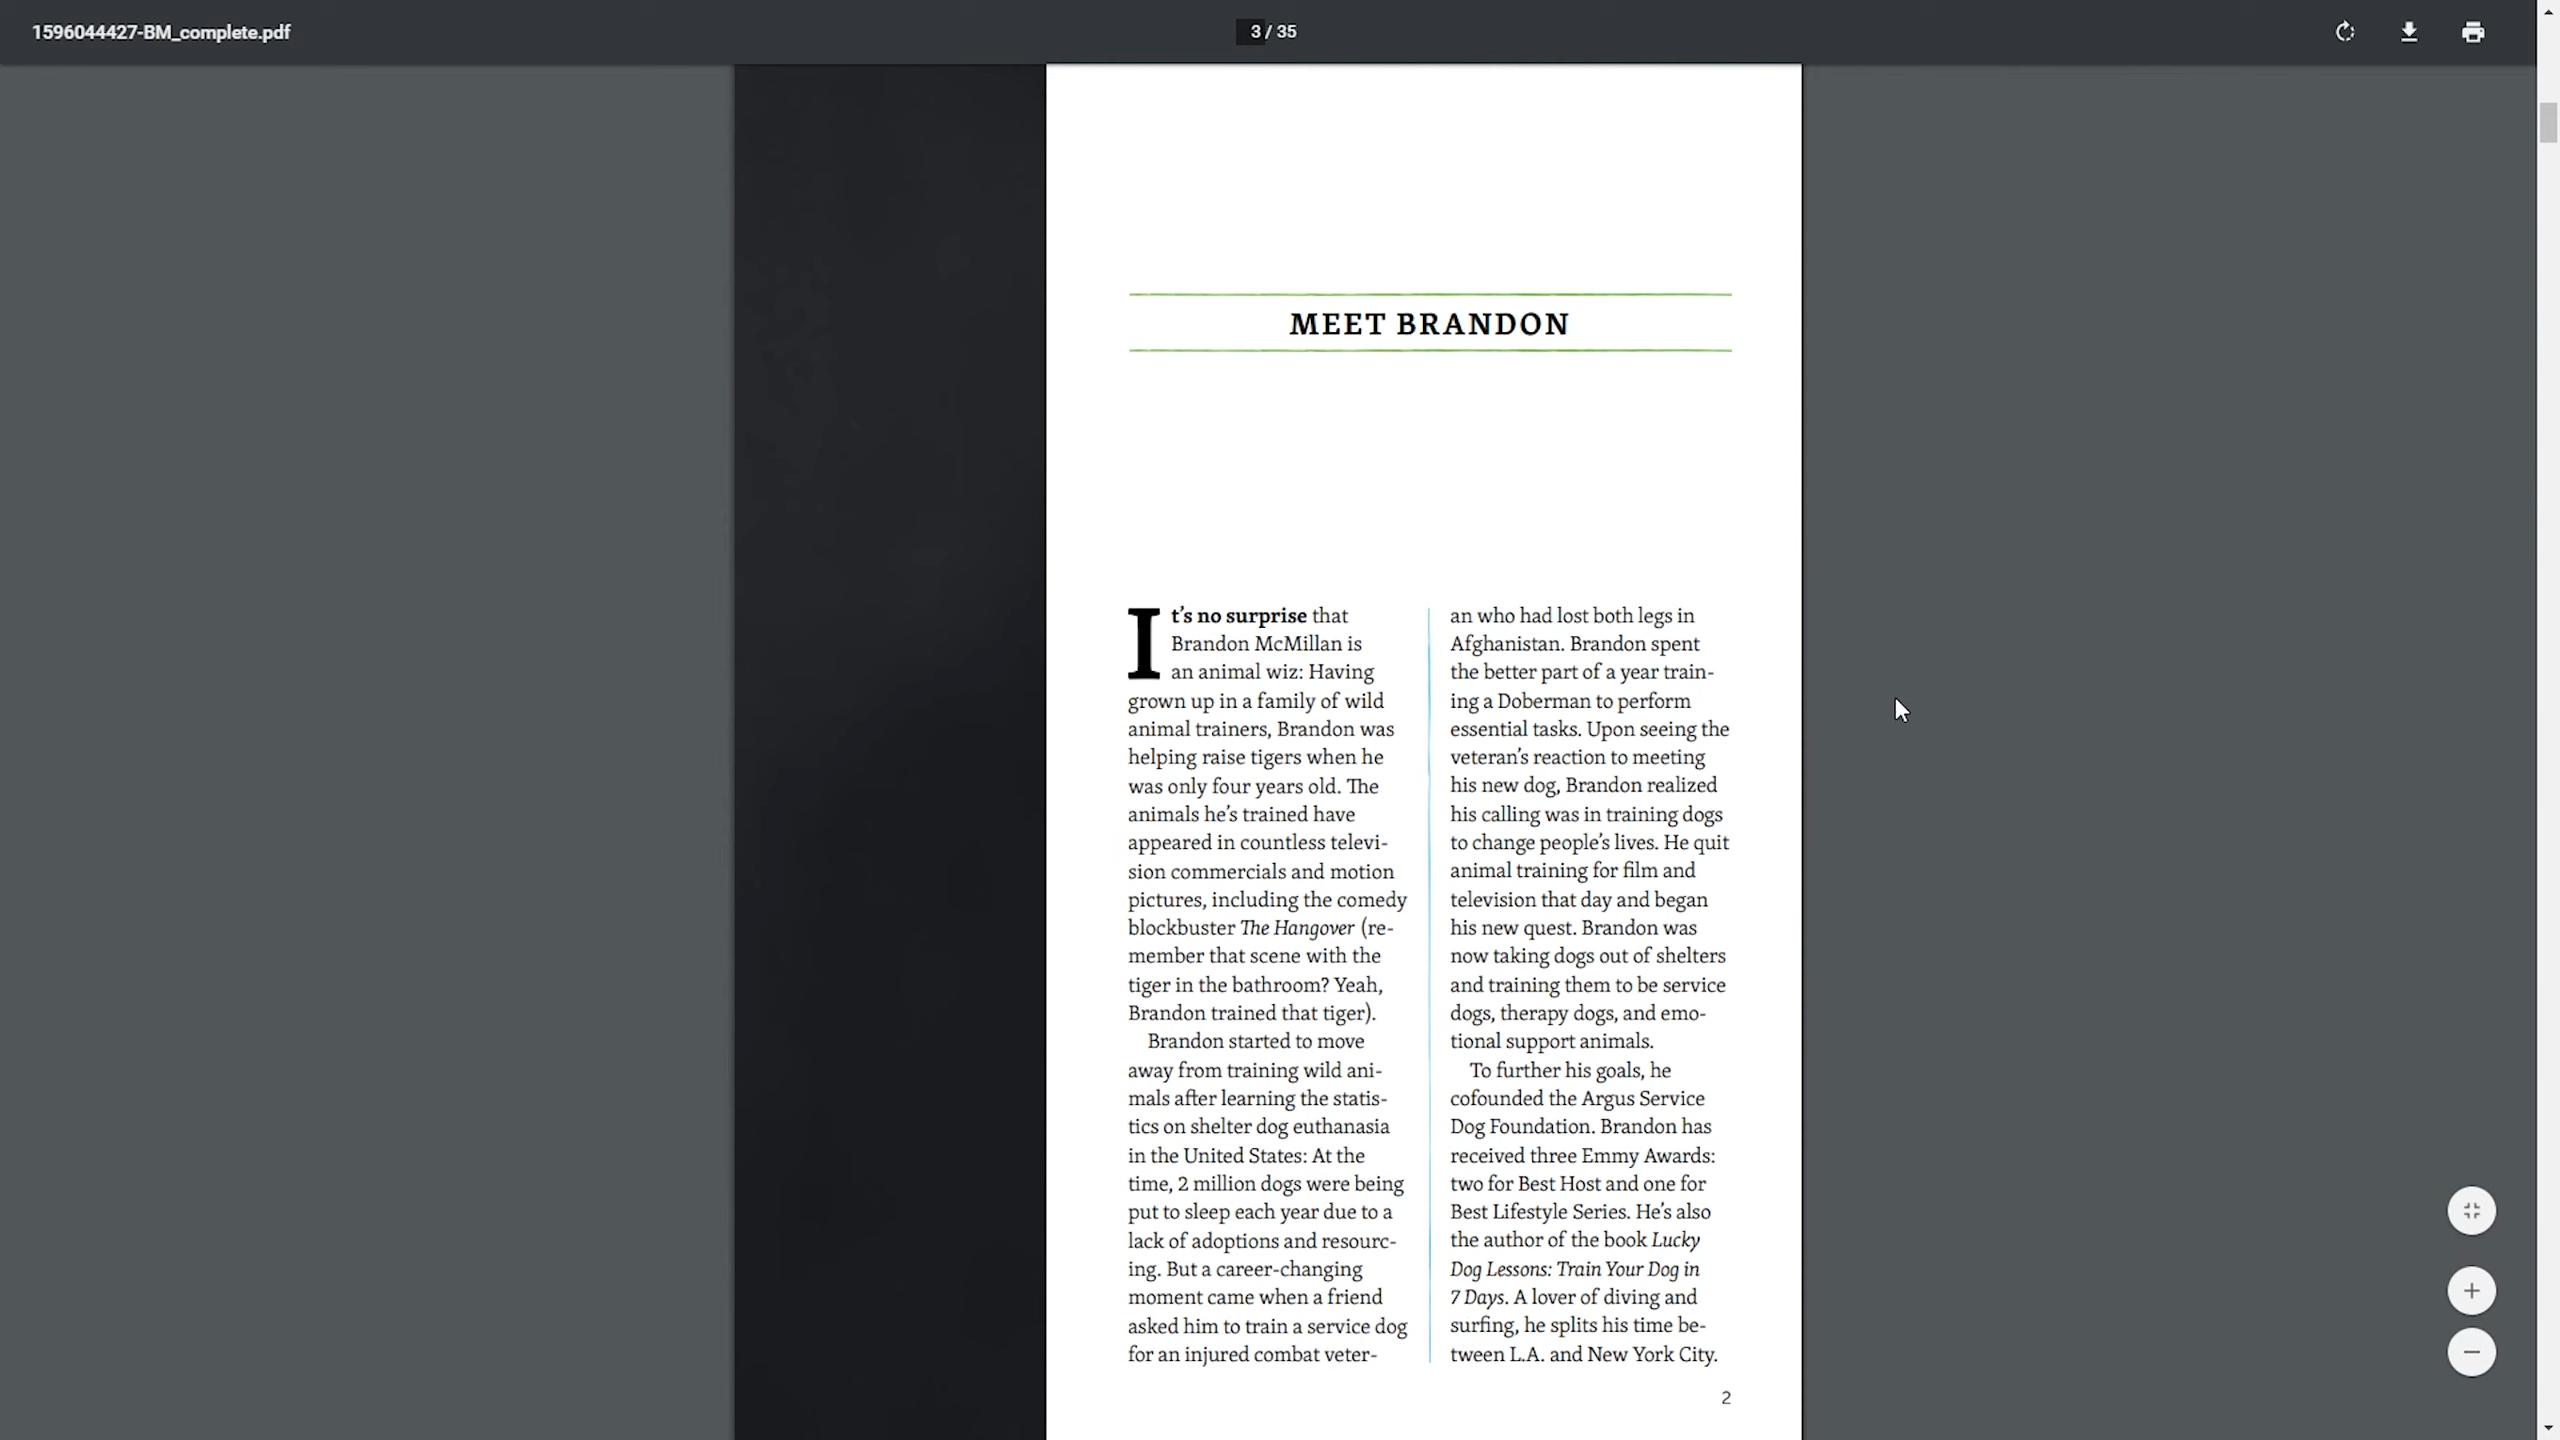 1596044427-BM_complete.pdf
3 / 35
MEET BRANDON
It's no surprise that
Brandon McMillan is
an animal wiz: Having
grown up in a family of wild
animal trainers, Brandon was
helping raise tigers when he
was only four years old. The
animals he's trained have
appeared in countless televi-
sion commercials and motion
pictures, including the comedy
blockbuster The Hangover (re-
member that scene with the
tiger in the bathroom? Yeah,
Brandon trained that tiger).
Brandon started to move
away from training wild ani-
mals after learning the statis-
tics on shelter dog euthanasia
in the United States: At the
time, 2 million dogs were being
put to sleep each year due to a
lack of adoptions and resourc-
ing. But a career-changing
moment came when a friend
asked him to train a service dog
for an injured combat veter-
an who had lost both legs in
Afghanistan. Brandon spent
the better part of a year train-
ing a Doberman to perform
essential tasks. Upon seeing the
veteran's reaction to meeting
his new dog, Brandon realized
his calling was in training dogs
to change people's lives. He quit
animal training for film and
television that day and began
his new quest. Brandon was
now taking dogs out of shelters
and training them to be service
dogs, therapy dogs, and emo-
tional support animals.
To further his goals, he
cofounded the Argus Service
Dog Foundation. Brandon has
received three Emmy Awards:
two for Best Host and one for
Best Lifestyle Series. He's also
the author of the book Lucky
Dog Lessons: Train Your Dog in
7 Days. A lover of diving and
surfing, he splits his time be-
tween L.A. and New York City.
2